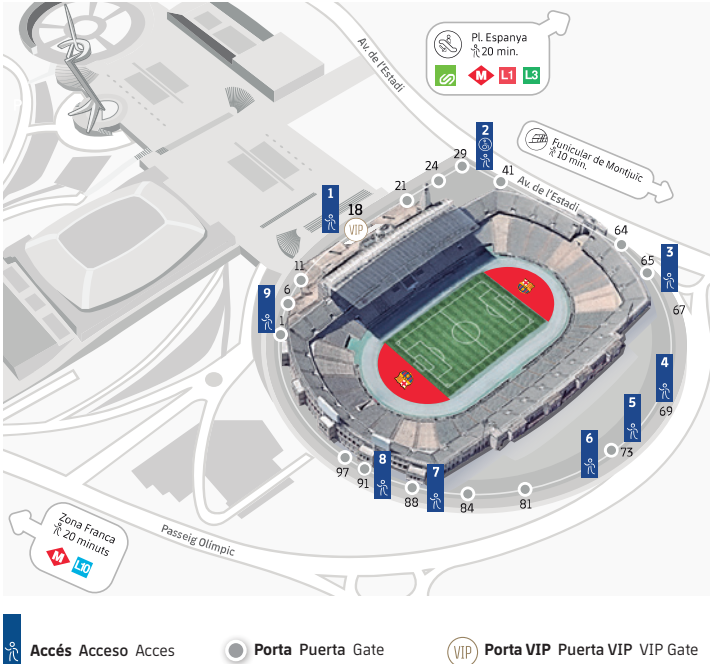 Av. de l'Estadi
Pl. Espanya
20 min.
M L1 L3
Funicular de Montjuïc
10 min.
Av. de l'Estadi
2
29
24
41
21
1
18
VIP
64
11
65
3
6
9
1
67
4
69
5
73
6
97
91
8
88
7
84
81
Zona Franca
20 minuts
M L10
Passeig Olímpic
Accés Acceso Acces
Porta Puerta Gate
VIP Porta VIP Puerta VIP VIP Gate